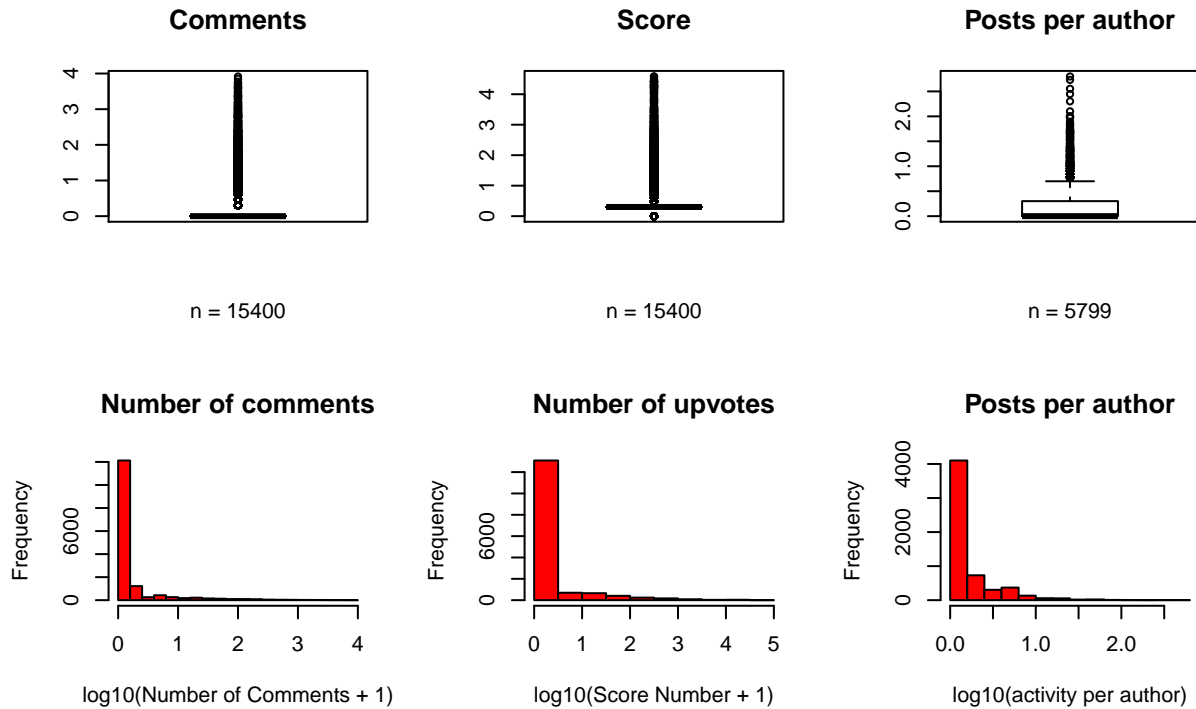 Comments
0 1 2 3 4
n = 15400
Score
0 1 2 3 4
n = 15400
Posts per author
0.0 1.0 2.0
n = 5799
Number of comments
Frequency
0 6000
0 1 2 3 4
log10(Number of Comments + 1)
Number of upvotes
Frequency
0 6000
0 1 2 3 4 5
log10(Score Number + 1)
Posts per author
Frequency
0 2000 4000
0.0 1.0 2.0
log10(activity per author)